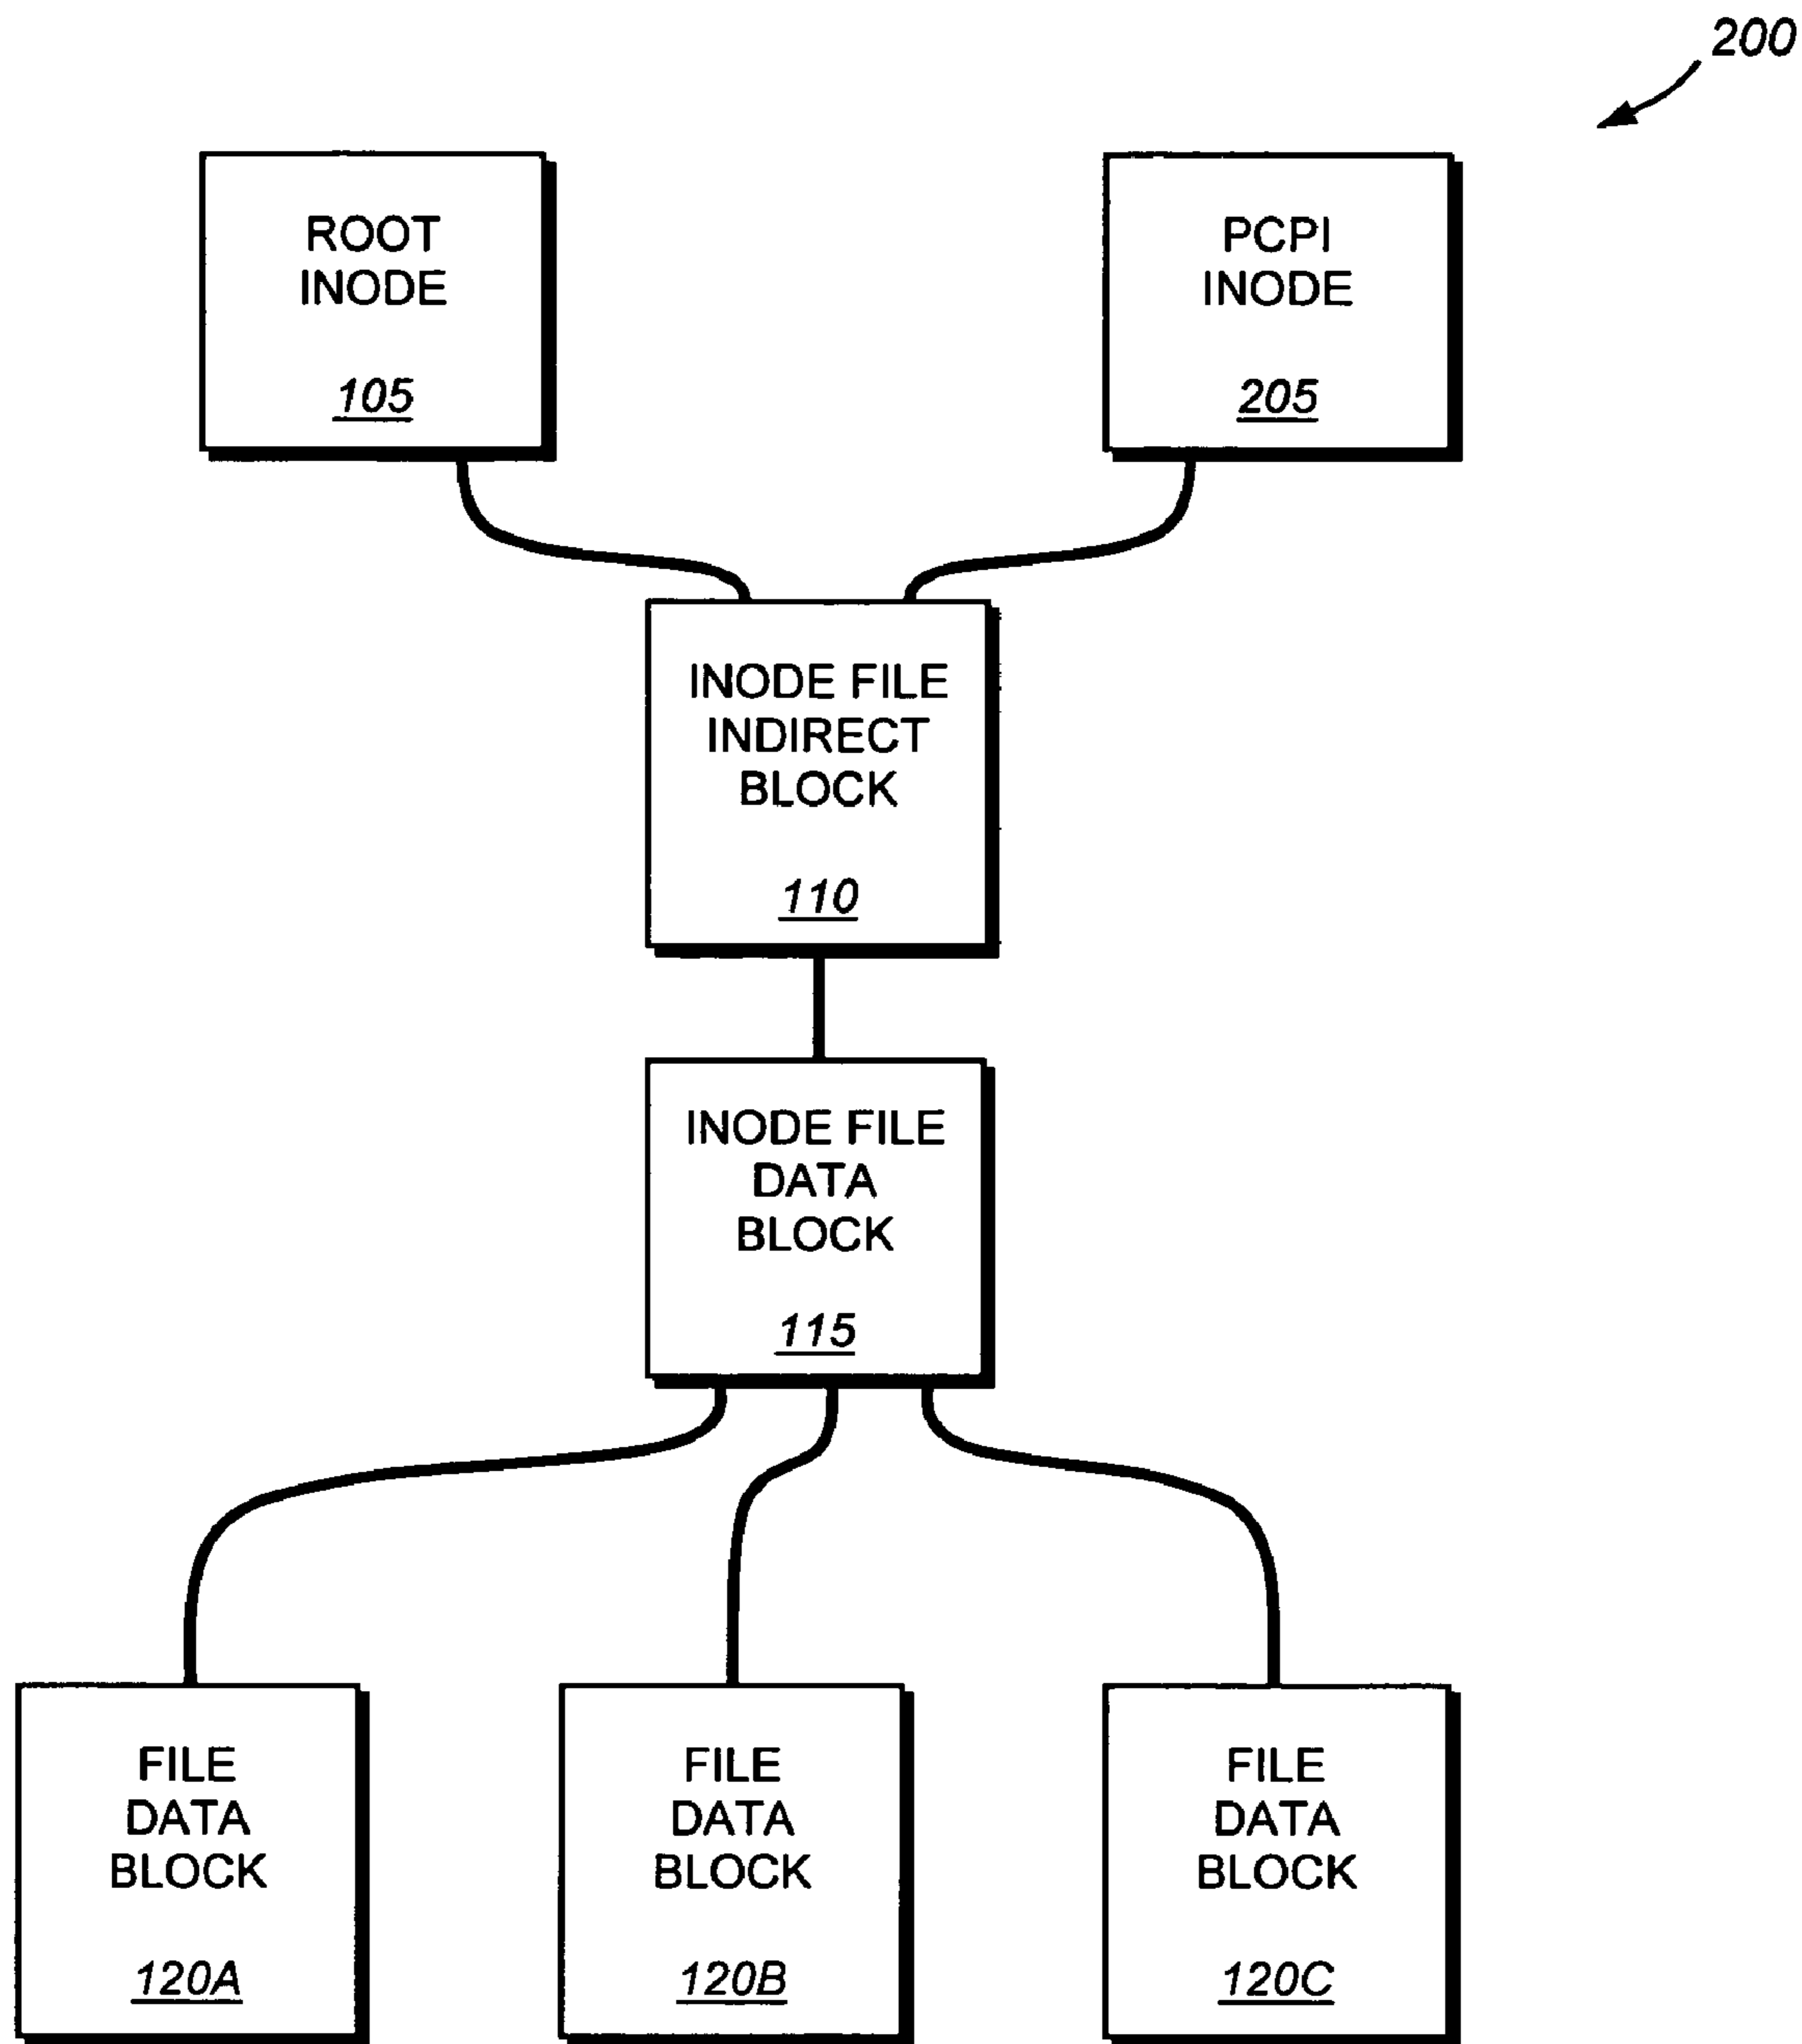 200
ROOT
INODE
105
PCPI
INODE
205
INODE FILE
INDIRECT
BLOCK
110
INODE FILE
DATA
BLOCK
115
FILE
DATA
BLOCK
120A
FILE
DATA
BLOCK
120B
FILE
DATA
BLOCK
120C